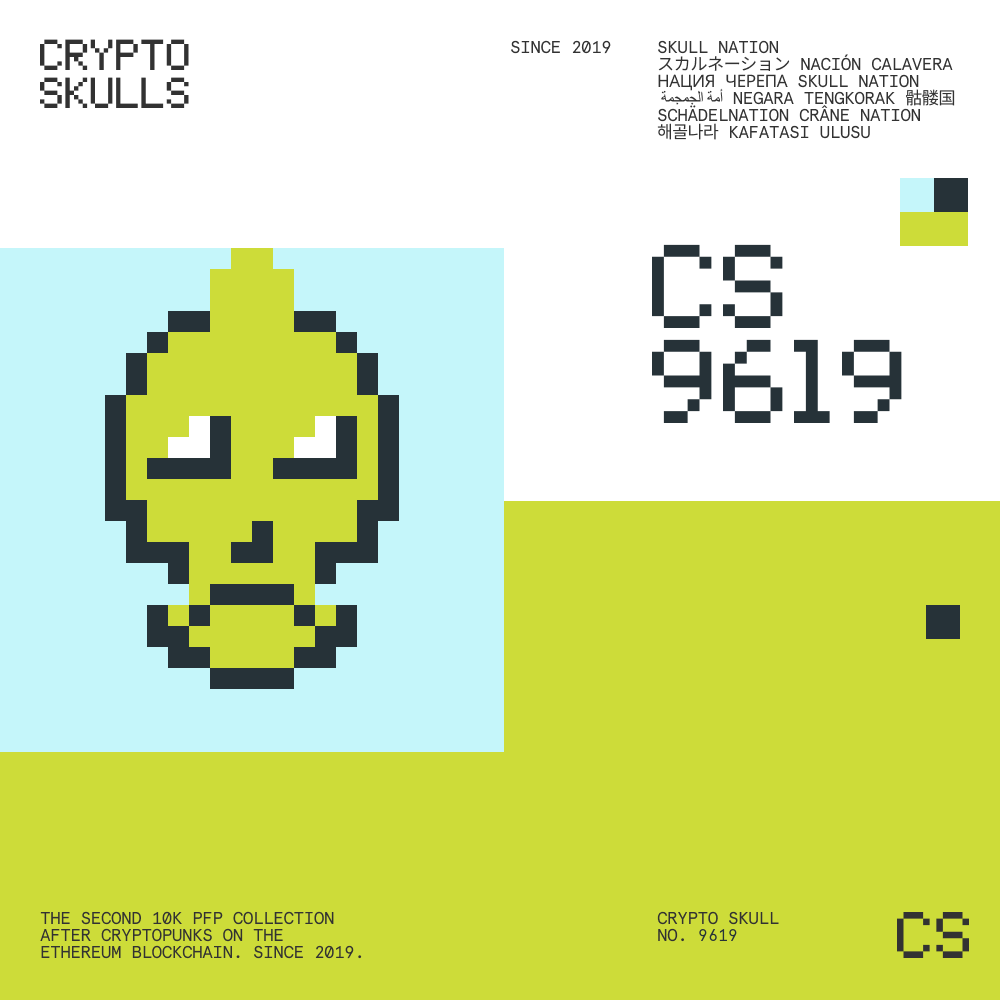 CRYPTO
SKULLS
SINCE 2019
SKULL NATION
スカルネーション NACIÓN CALAVERA
НАЦИЯ ЧЕРЕПА SKULL NATION
أمة الجمجمة NEGARA TENGKORAK 骷髅国
SCHÄDELNATION CRÂNE NATION
해골나라 KAFATASI ULUSU
CS
9619
THE SECOND 10K PFP COLLECTION
AFTER CRYPTOPUNKS ON THE
ETHEREUM BLOCKCHAIN. SINCE 2019.
CRYPTO SKULL
NO. 9619
CS